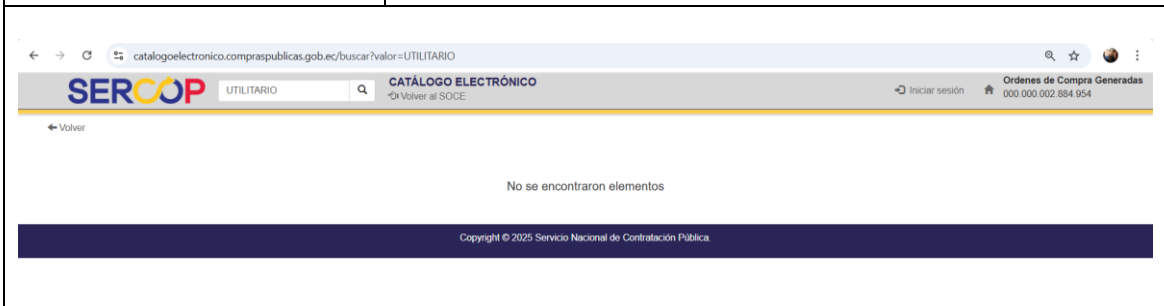 catalogoelectronico.compraspublicas.gob.ec/buscar?valor=UTILITARIO
SERCOP
UTILITARIO
CATÁLOGO ELECTRÓNICO
Volver al SOCE
Iniciar sesión
Ordenes de Compra Generadas
000.000.002.884.954
Volver
No se encontraron elementos
Copyright © 2025 Servicio Nacional de Contratación Pública.